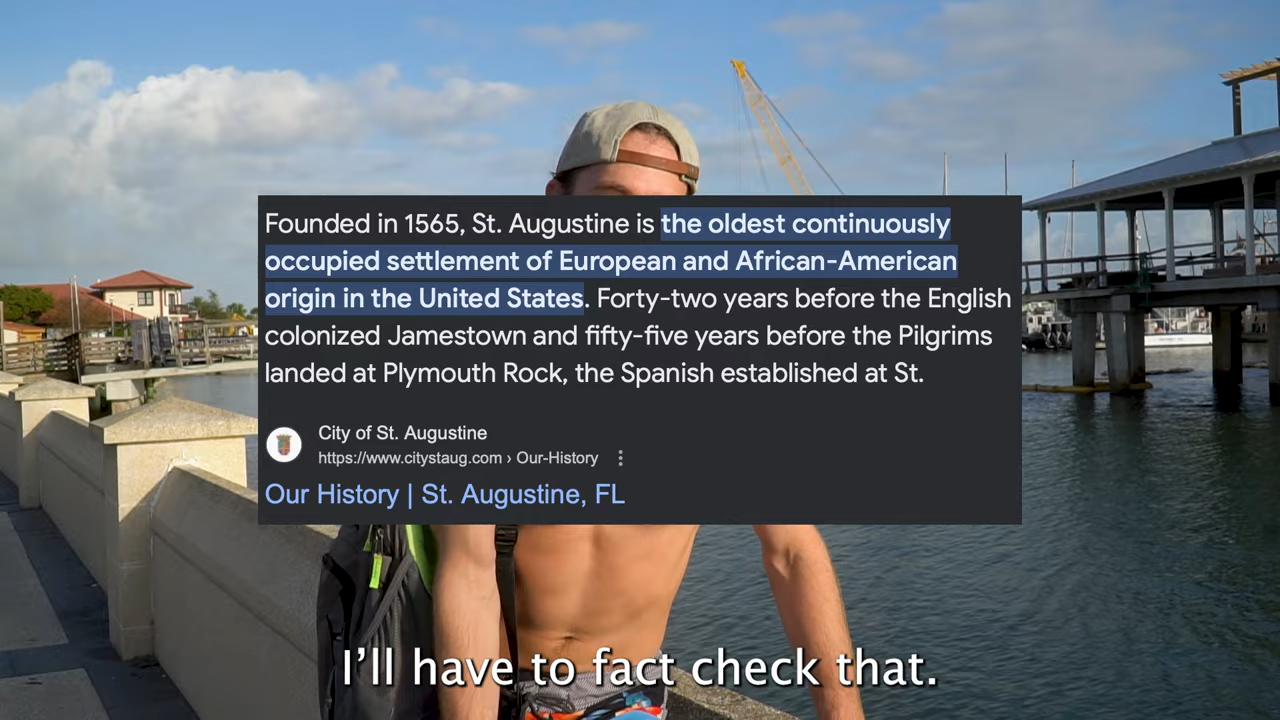 Founded in 1565, St. Augustine is the oldest continuously
occupied settlement of European and African-American
origin in the United States. Forty-two years before the English
colonized Jamestown and fifty-five years before the Pilgrims
landed at Plymouth Rock, the Spanish established at St.
City of St. Augustine
https://www.citystaug.com › Our-History
Our History | St. Augustine, FL
I'll have to fact check that.